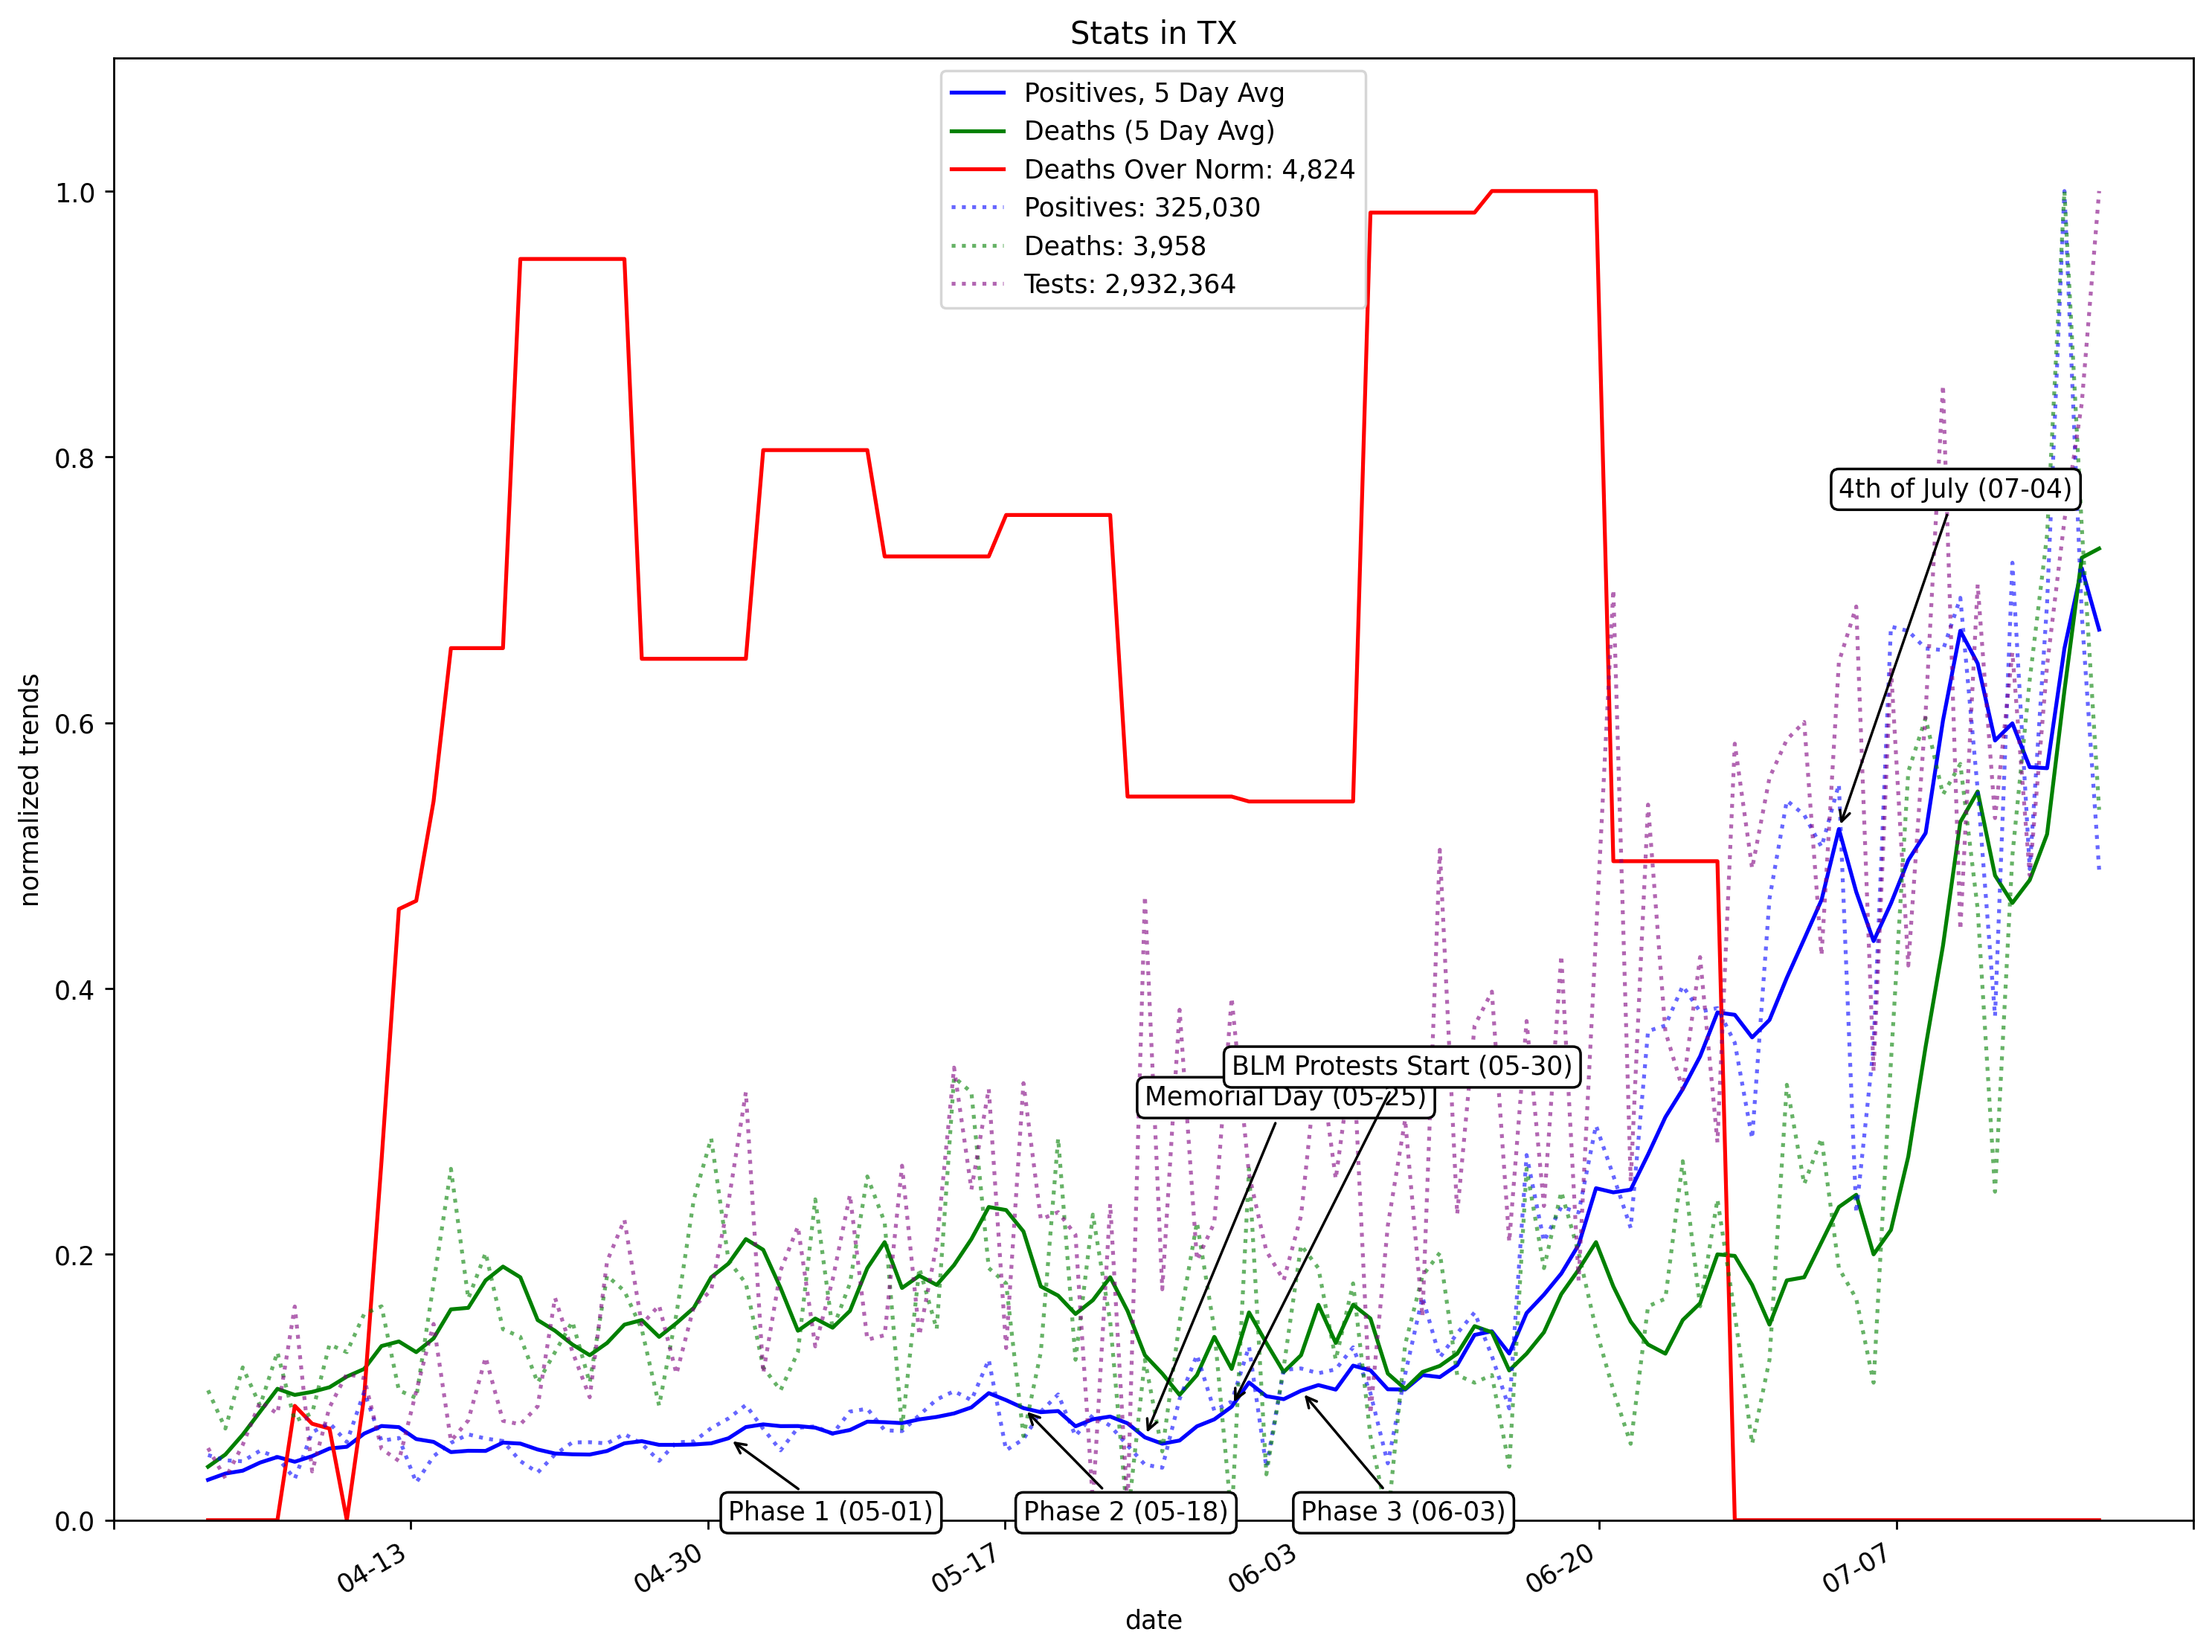 Stats in TX
Positives, 5 Day Avg
Deaths (5 Day Avg)
Deaths Over Norm: 4,824
Positives: 325,030
Deaths: 3,958
Tests: 2,932,364
normalized trends
1.0
0.8
0.6
0.4
0.2
0.0
4th of July (07-04)
BLM Protests Start (05-30)
Memorial Day (05-25)
Phase 1 (05-01)
Phase 2 (05-18)
Phase 3 (06-03)
04-13
04-30
05-17
06-03
06-20
07-07
date